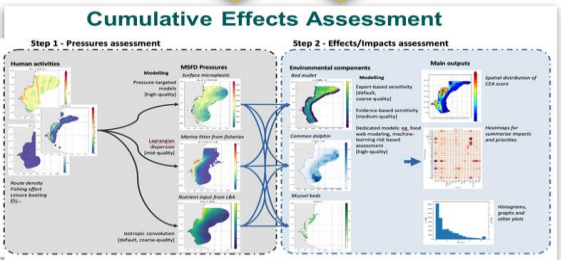 Cumulative Effects Assessment
Step 1 - Pressures assessment
Human activities
Route density
Fishing effort
Leisure boating
Etc..
Modelling
Pressure-targeted
models
[high-quality]
Lagrangian
dispersion
[mid-quality]
Isotropic convolution
[default, coarse-quality]
MSFD Pressures
Surface microplastic
Marine litter from fisheries
Nutrient input from LBA
Step 2 - Effects/Impacts assessment
Environmental components
Red mullet
Common dolphin
Mussel beds
Modelling
Expert-based sensitivity
[default,
coarse-quality]
Evidence-based sensitivity
[medium-quality]
Dedicated models: eg. food
web modeling, machine-
learning risk based
assessment
[high-quality]
Main outputs
Spatial distribution of
CEA score
Heatmaps for
summarize impacts
and priorities
Histograms,
graphs and
other plots